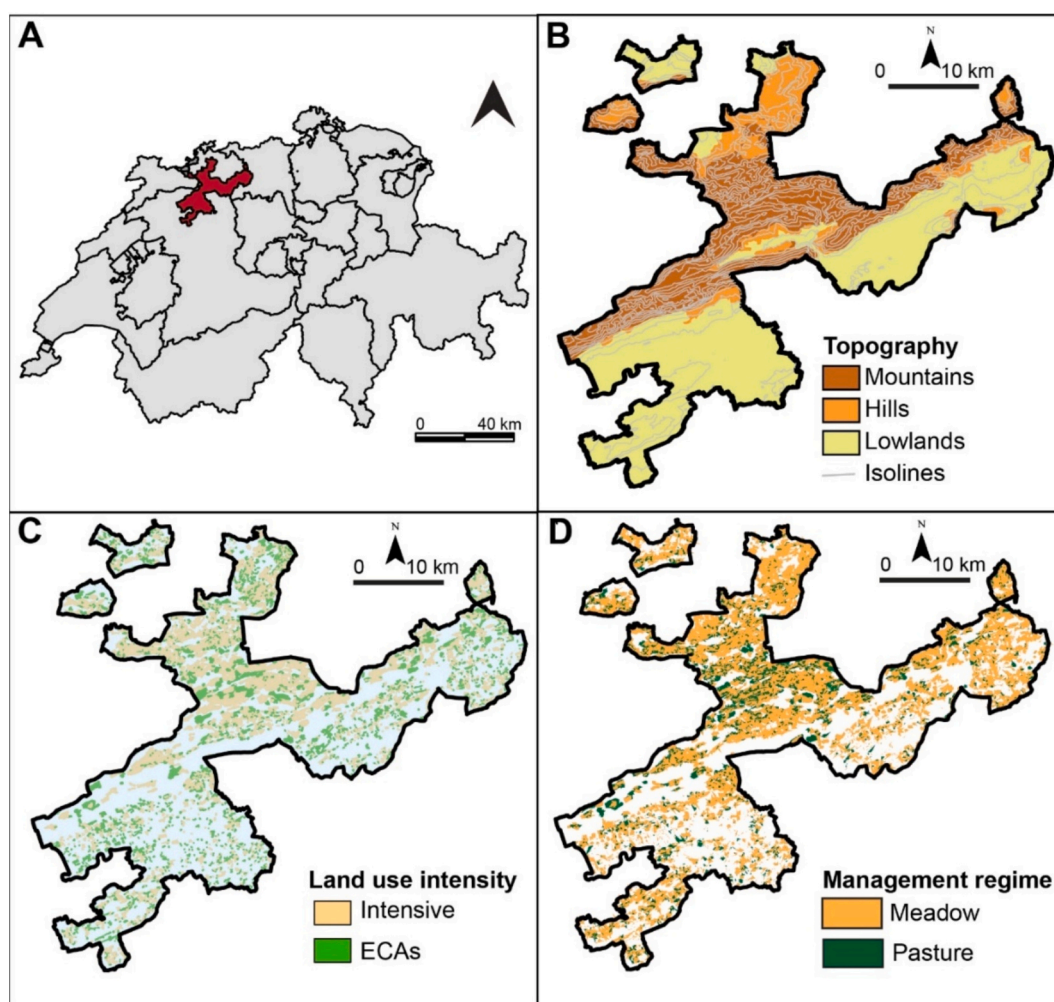 A
0 40 km
B
N
0 10 km
Topography
Mountains
Hills
Lowlands
Isolines
C
N
0 10 km
Land use intensity
Intensive
ECAs
D
N
0 10 km
Management regime
Meadow
Pasture